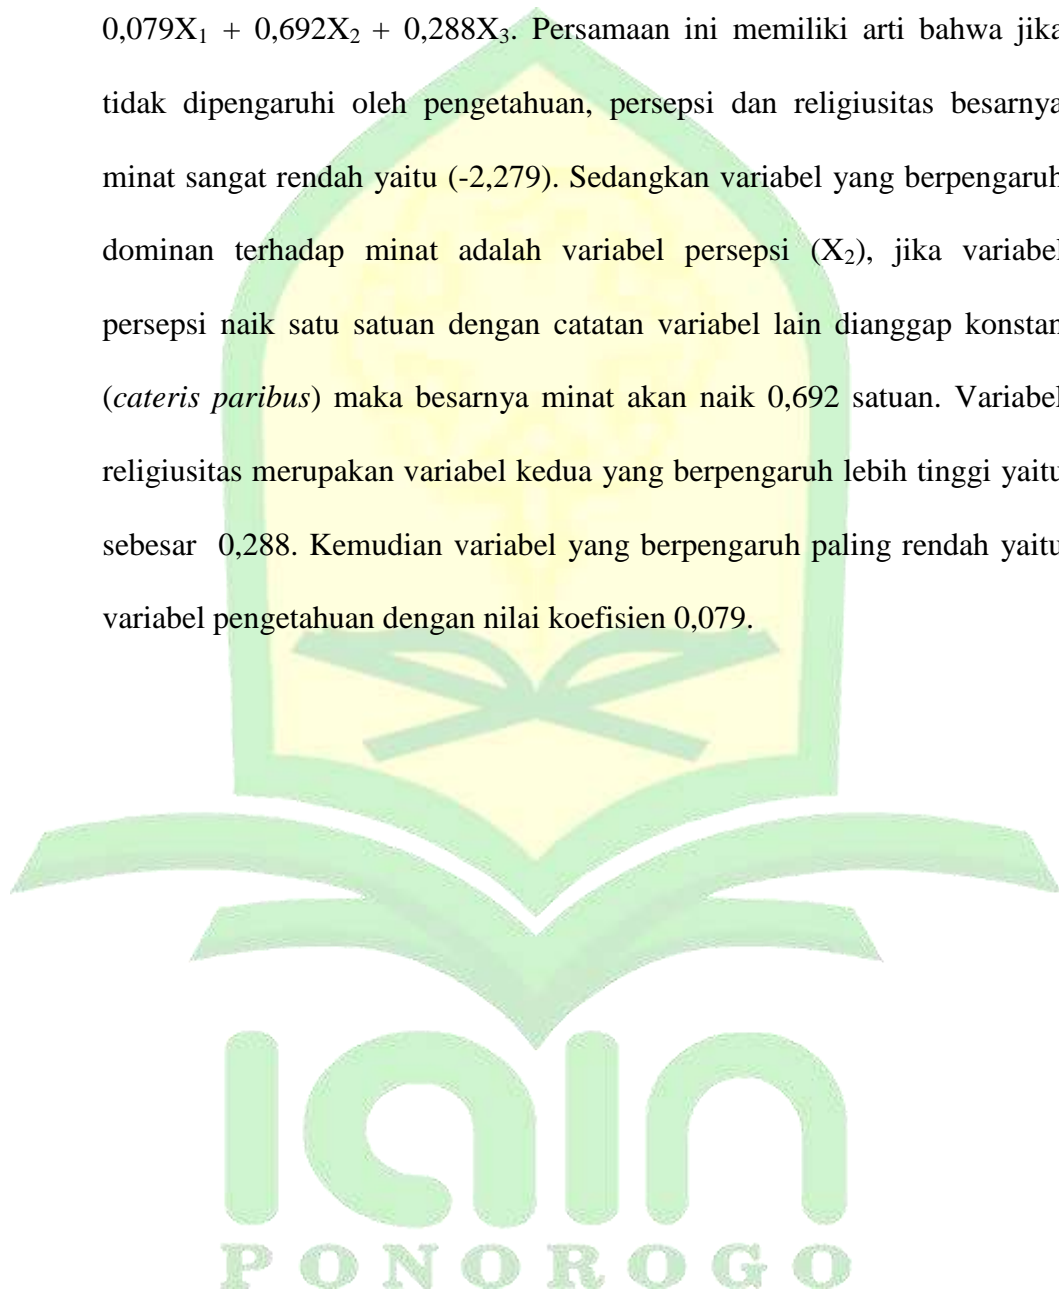 0,079X₁ + 0,692X₂ + 0,288X₃. Persamaan ini memiliki arti bahwa jika
tidak dipengaruhi oleh pengetahuan, persepsi dan religiusitas besarnya
minat sangat rendah yaitu (-2,279). Sedangkan variabel yang berpengaruh
dominan terhadap minat adalah variabel persepsi (X₂), jika variabel
persepsi naik satu satuan dengan catatan variabel lain dianggap konstan
(cateris paribus) maka besarnya minat akan naik 0,692 satuan. Variabel
religiusitas merupakan variabel kedua yang berpengaruh lebih tinggi yaitu
sebesar 0,288. Kemudian variabel yang berpengaruh paling rendah yaitu
variabel pengetahuan dengan nilai koefisien 0,079.
iain
PONOROGO